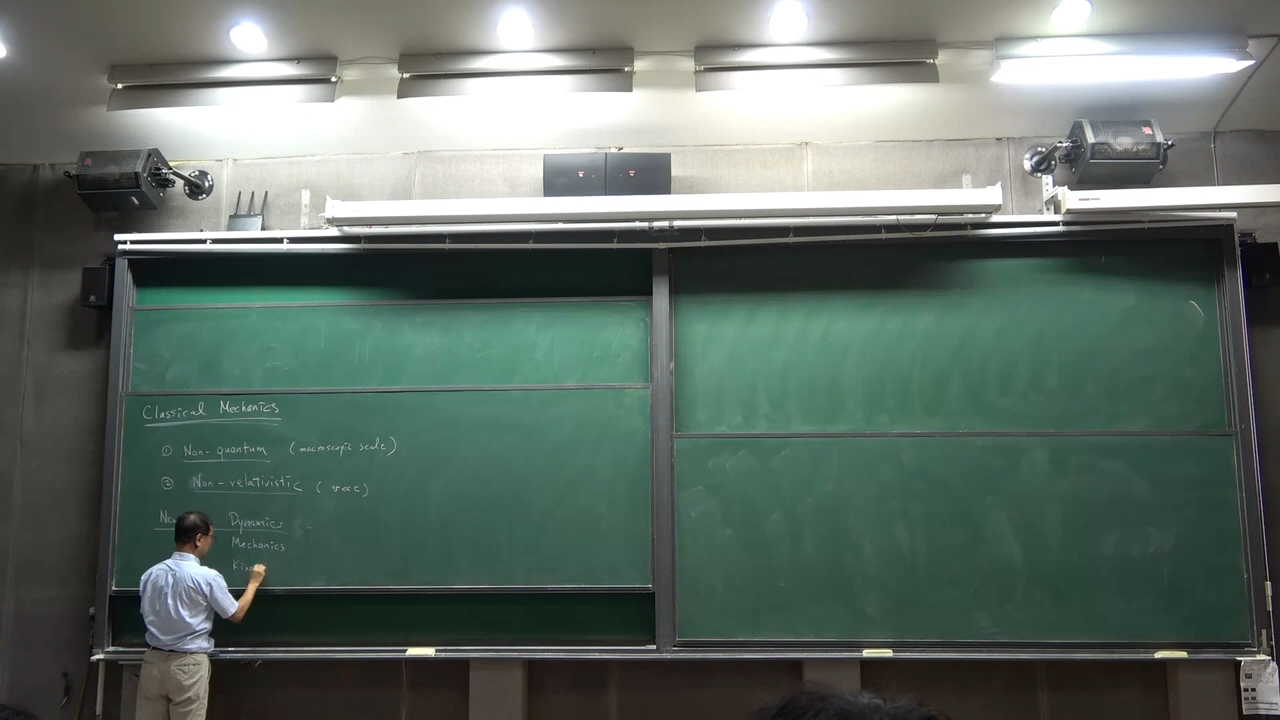 Classical Mechanics
① Non-quantum (macroscopic scale)
② Non-relativistic (v<<c)
Dynamics
Mechanics